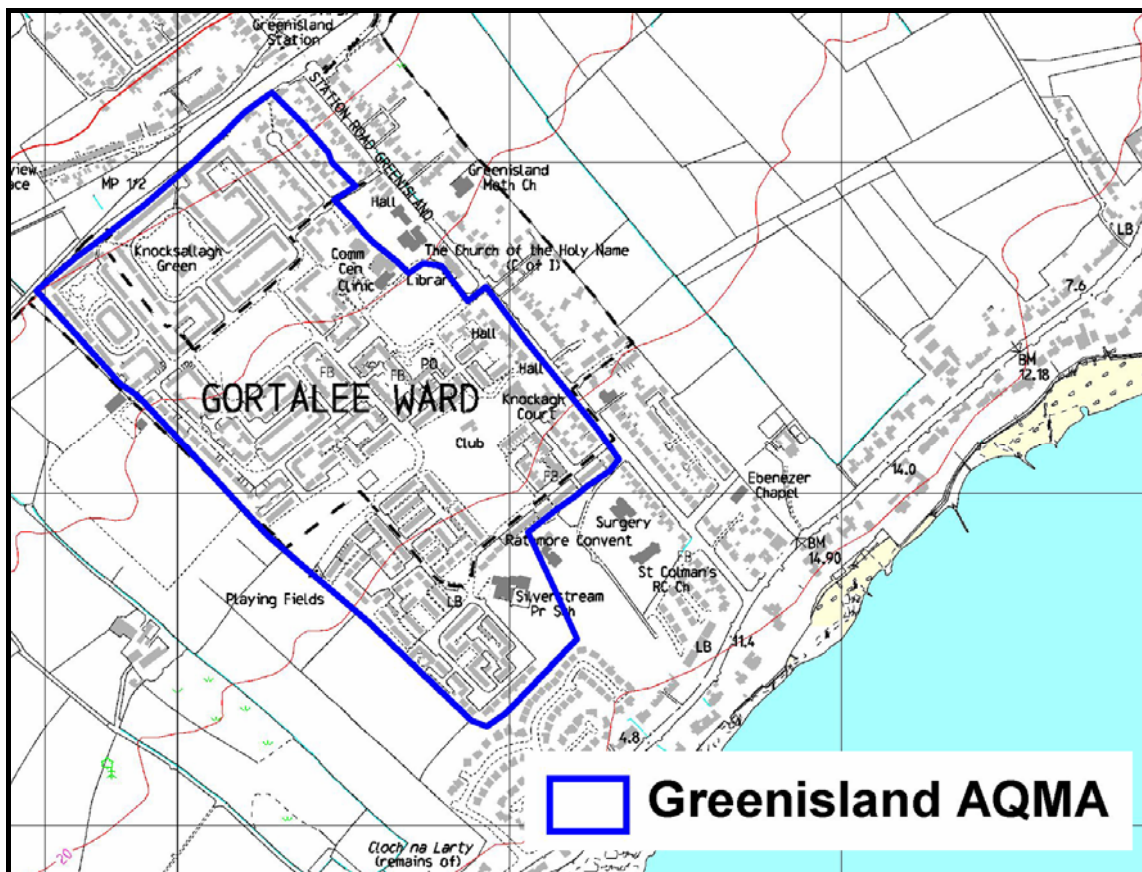 Greenisland
Station
STATION ROAD GREENISLAND
view
ace
MP 1/2
Greenisland
Meth Ch
Hall
Knocksallagh
Green
Comm
Cen
Clinic
The Church of the Holy Name
(C of I)
Library
LB
7.6
Hall
BM
12.18
FB
FB
PO
Hall
GORTALEE WARD
Knockagh
Court
Club
14.0
FB
Ebenezer
Chapel
Surgery
Rathmore Convent
BM
14.90
FB
St Colman's
RC Ch
Playing Fields
LB
Silverstream
Pr Sch
LB
11.4
4.8
Greenisland AQMA
Cloch na Larty
(remains of)
20